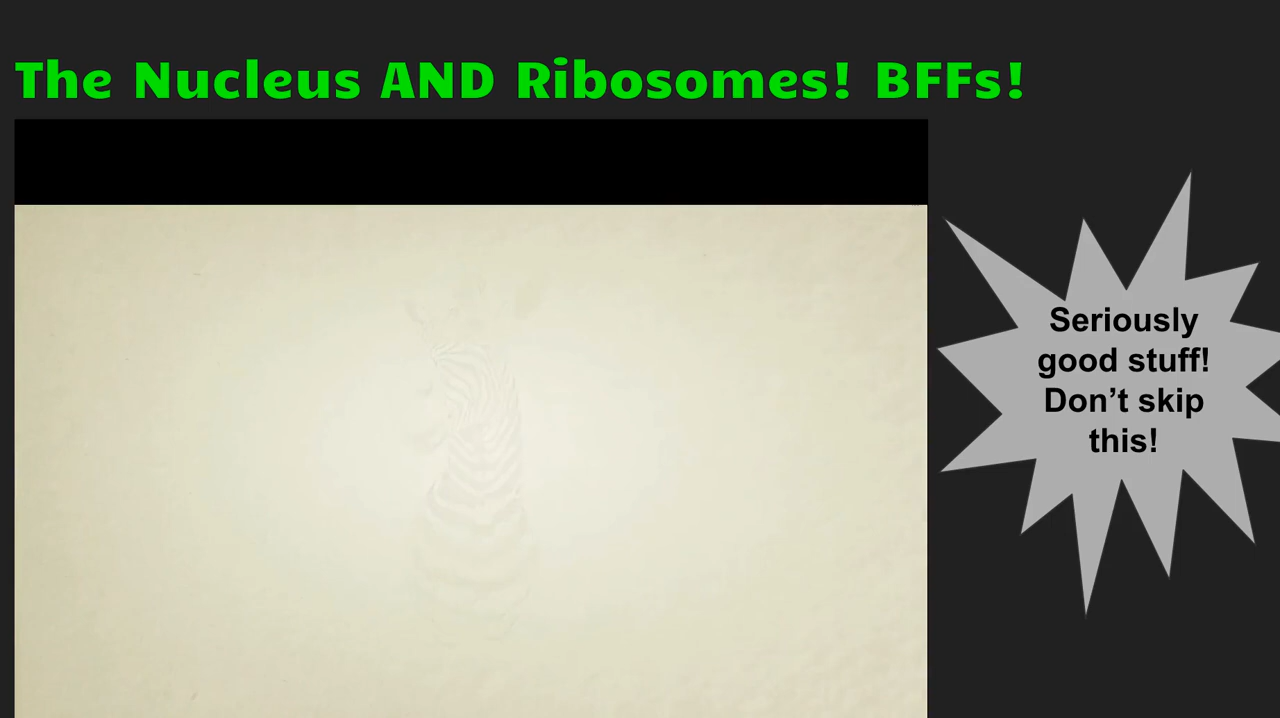 The Nucleus AND Ribosomes! BFFs!
Seriously
good stuff!
Don’t skip
this!